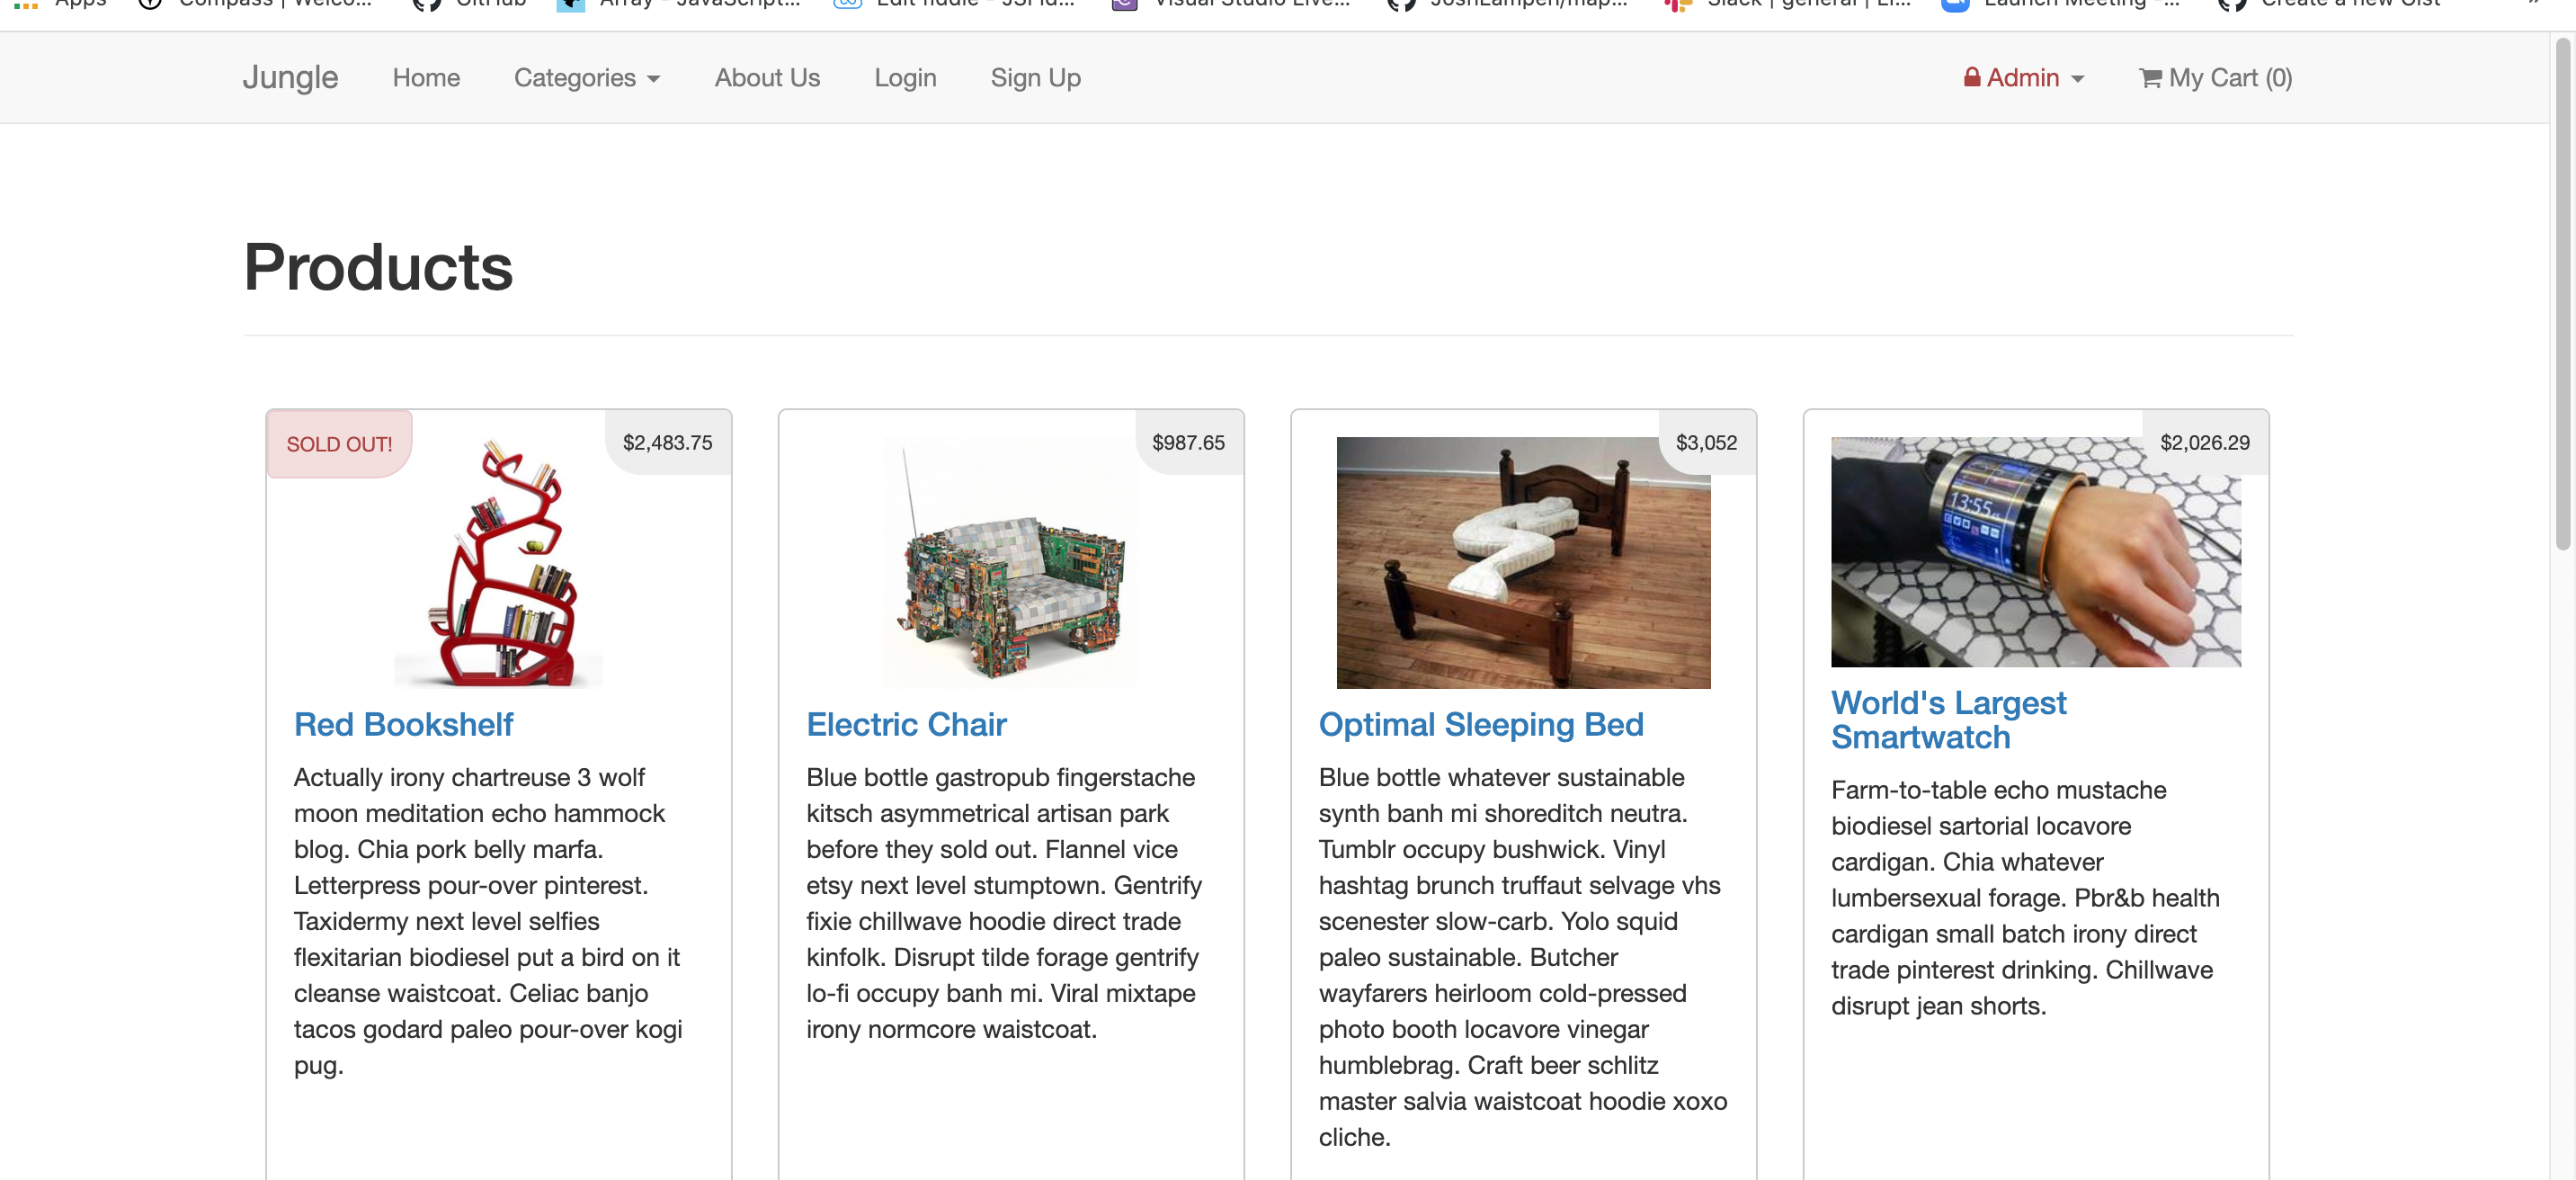 Apps Compass | Welco... GitHub Array - JavaScript... Edit fiddle - JSFid... Visual Studio Live... JoshLampen/map... Slack | general | Li... Launch Meeting -... Create a new Gist »
Jungle Home Categories About Us Login Sign Up Admin My Cart (0)
Products
SOLD OUT! $2,483.75
Red Bookshelf
Actually irony chartreuse 3 wolf
moon meditation echo hammock
blog. Chia pork belly marfa.
Letterpress pour-over pinterest.
Taxidermy next level selfies
flexitarian biodiesel put a bird on it
cleanse waistcoat. Celiac banjo
tacos godard paleo pour-over kogi
pug.
$987.65
Electric Chair
Blue bottle gastropub fingerstache
kitsch asymmetrical artisan park
before they sold out. Flannel vice
etsy next level stumptown. Gentrify
fixie chillwave hoodie direct trade
kinfolk. Disrupt tilde forage gentrify
lo-fi occupy banh mi. Viral mixtape
irony normcore waistcoat.
$3,052
Optimal Sleeping Bed
Blue bottle whatever sustainable
synth banh mi shoreditch neutra.
Tumblr occupy bushwick. Vinyl
hashtag brunch truffaut selvage vhs
scenester slow-carb. Yolo squid
paleo sustainable. Butcher
wayfarers heirloom cold-pressed
photo booth locavore vinegar
humblebrag. Craft beer schlitz
master salvia waistcoat hoodie xoxo
cliche.
$2,026.29
13:55
World's Largest
Smartwatch
Farm-to-table echo mustache
biodiesel sartorial locavore
cardigan. Chia whatever
lumbersexual forage. Pbr&b health
cardigan small batch irony direct
trade pinterest drinking. Chillwave
disrupt jean shorts.